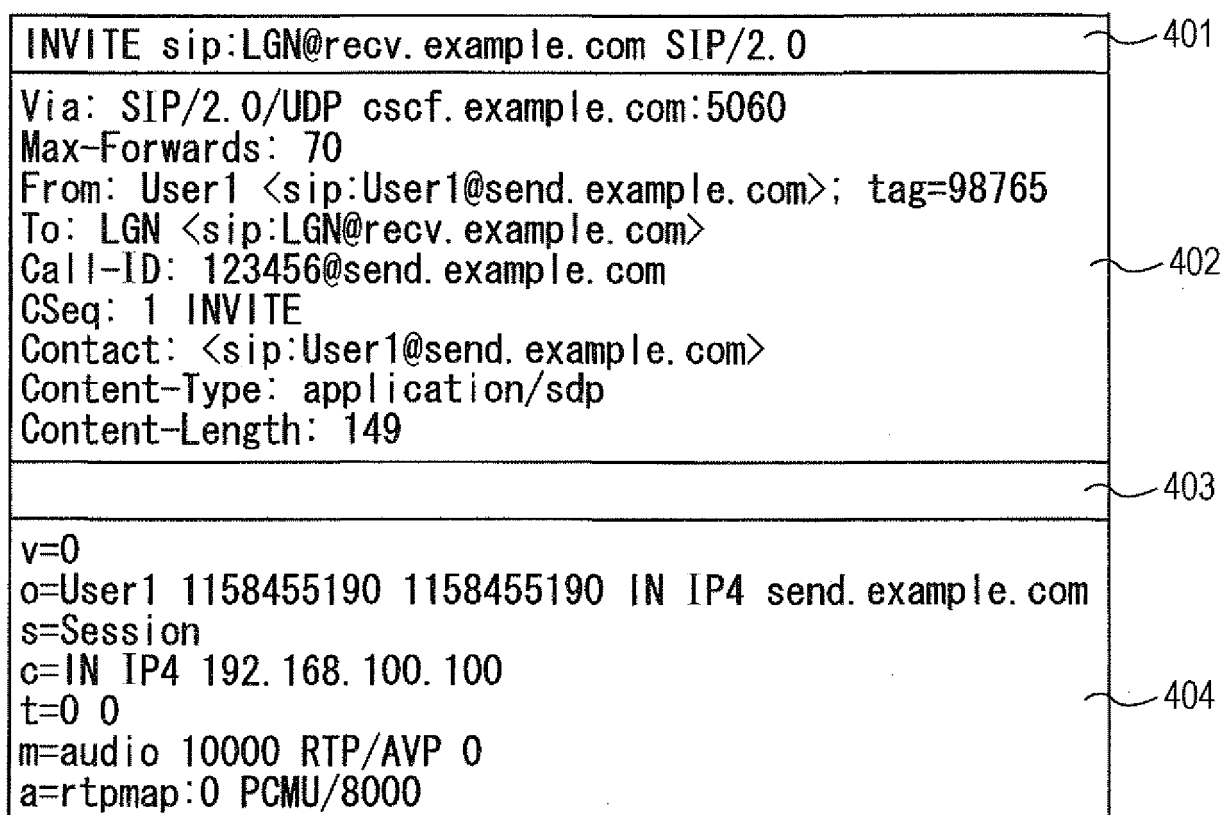 INVITE sip:LGN@recv.example.com SIP/2.0
401
Via: SIP/2.0/UDP cscf.example.com:5060
Max-Forwards: 70
From: User1 <sip:User1@send.example.com>; tag=98765
To: LGN <sip:LGN@recv.example.com>
Call-ID: 123456@send.example.com
402
CSeq: 1 INVITE
Contact: <sip:User1@send.example.com>
Content-Type: application/sdp
Content-Length: 149
403
v=0
o=User1 1158455190 1158455190 IN IP4 send.example.com
s=Session
c=IN IP4 192.168.100.100
t=0 0
404
m=audio 10000 RTP/AVP 0
a=rtpmap:0 PCMU/8000